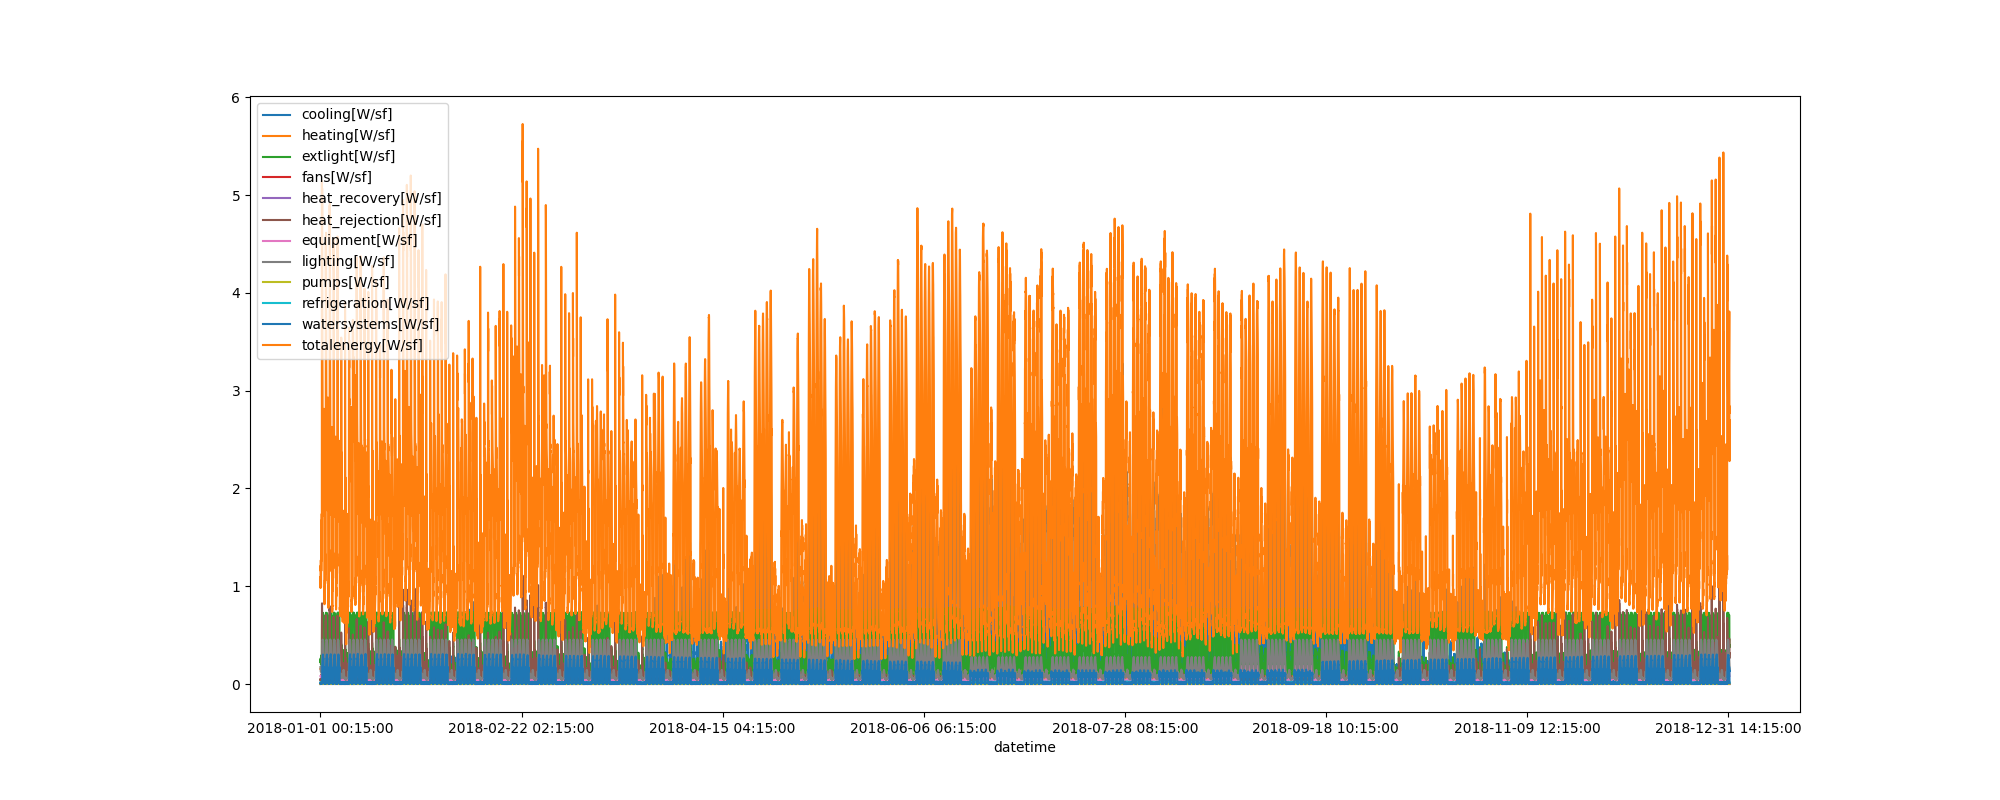 6
5
4
3
2
1
0
cooling[W/sf]
heating[W/sf]
extlight[W/sf]
fans[W/sf]
heat_recovery[W/sf]
heat_rejection[W/sf]
equipment[W/sf]
lighting[W/sf]
pumps[W/sf]
refrigeration[W/sf]
watersystems[W/sf]
totalenergy[W/sf]
2018-01-01 00:15:00 2018-02-22 02:15:00 2018-04-15 04:15:00 2018-06-06 06:15:00 2018-07-28 08:15:00 2018-09-18 10:15:00 2018-11-09 12:15:00 2018-12-31 14:15:00
datetime